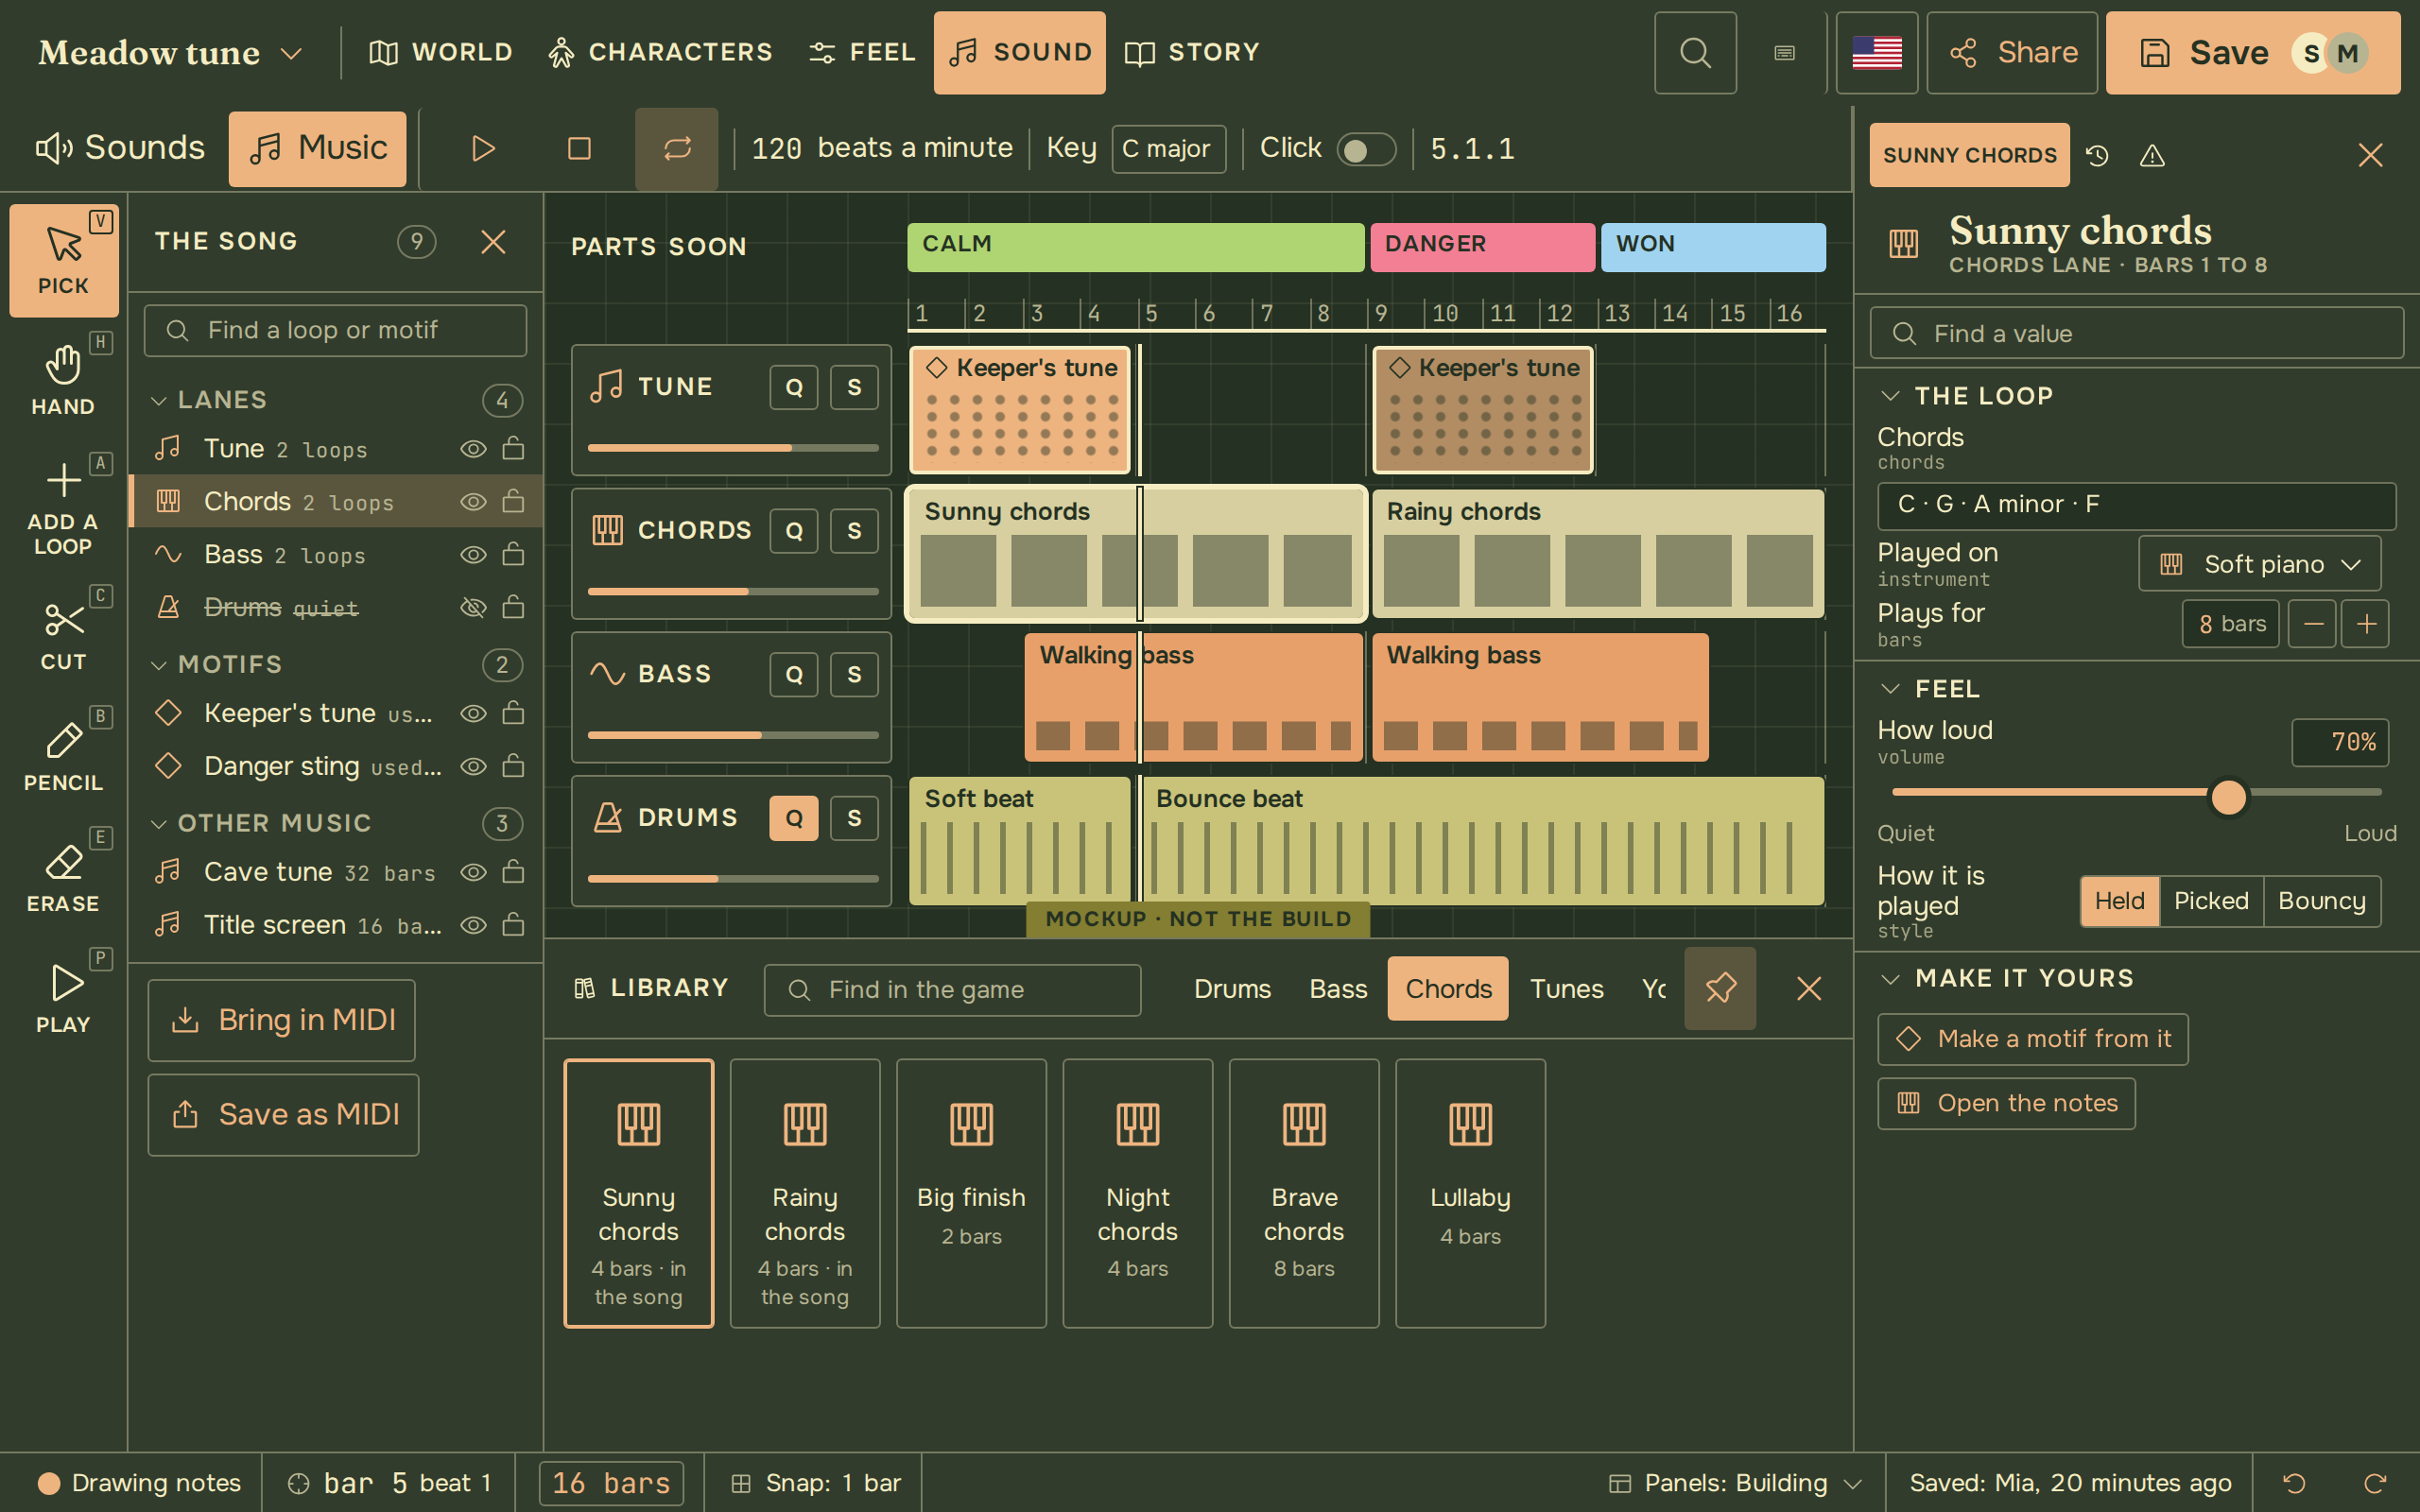 Meadow tune
WORLD
CHARACTERS
FEEL
SOUND
STORY
Share
Save
S
M
Sounds
Music
120 beats a minute
Key
C major
Click
5.1.1
SUNNY CHORDS
V
PICK
H
HAND
A
ADD A
LOOP
C
CUT
B
PENCIL
E
ERASE
P
PLAY
THE SONG
9
Find a loop or motif
LANES
4
Tune 2 loops
Chords 2 loops
Bass 2 loops
Drums quiet
MOTIFS
2
Keeper's tune us...
Danger sting used...
OTHER MUSIC
3
Cave tune 32 bars
Title screen 16 ba...
Bring in MIDI
Save as MIDI
PARTS SOON
CALM
DANGER
WON
1 2 3 4 5 6 7 8 9 10 11 12 13 14 15 16
TUNE
Q
S
Keeper's tune
Keeper's tune
CHORDS
Q
S
Sunny chords
Rainy chords
BASS
Q
S
Walking bass
Walking bass
DRUMS
Q
S
Soft beat
Bounce beat
MOCKUP · NOT THE BUILD
LIBRARY
Find in the game
Drums
Bass
Chords
Tunes
Sunny
chords
4 bars · in
the song
Rainy
chords
4 bars · in
the song
Big finish
2 bars
Night
chords
4 bars
Brave
chords
8 bars
Lullaby
4 bars
Sunny chords
CHORDS LANE · BARS 1 TO 8
Find a value
THE LOOP
Chords
chords
C · G · A minor · F
Played on
instrument
Soft piano
Plays for
bars
8 bars
FEEL
How loud
volume
70%
Quiet
Loud
How it is
played
style
Held
Picked
Bouncy
MAKE IT YOURS
Make a motif from it
Open the notes
Drawing notes
bar 5 beat 1
16 bars
Snap: 1 bar
Panels: Building
Saved: Mia, 20 minutes ago